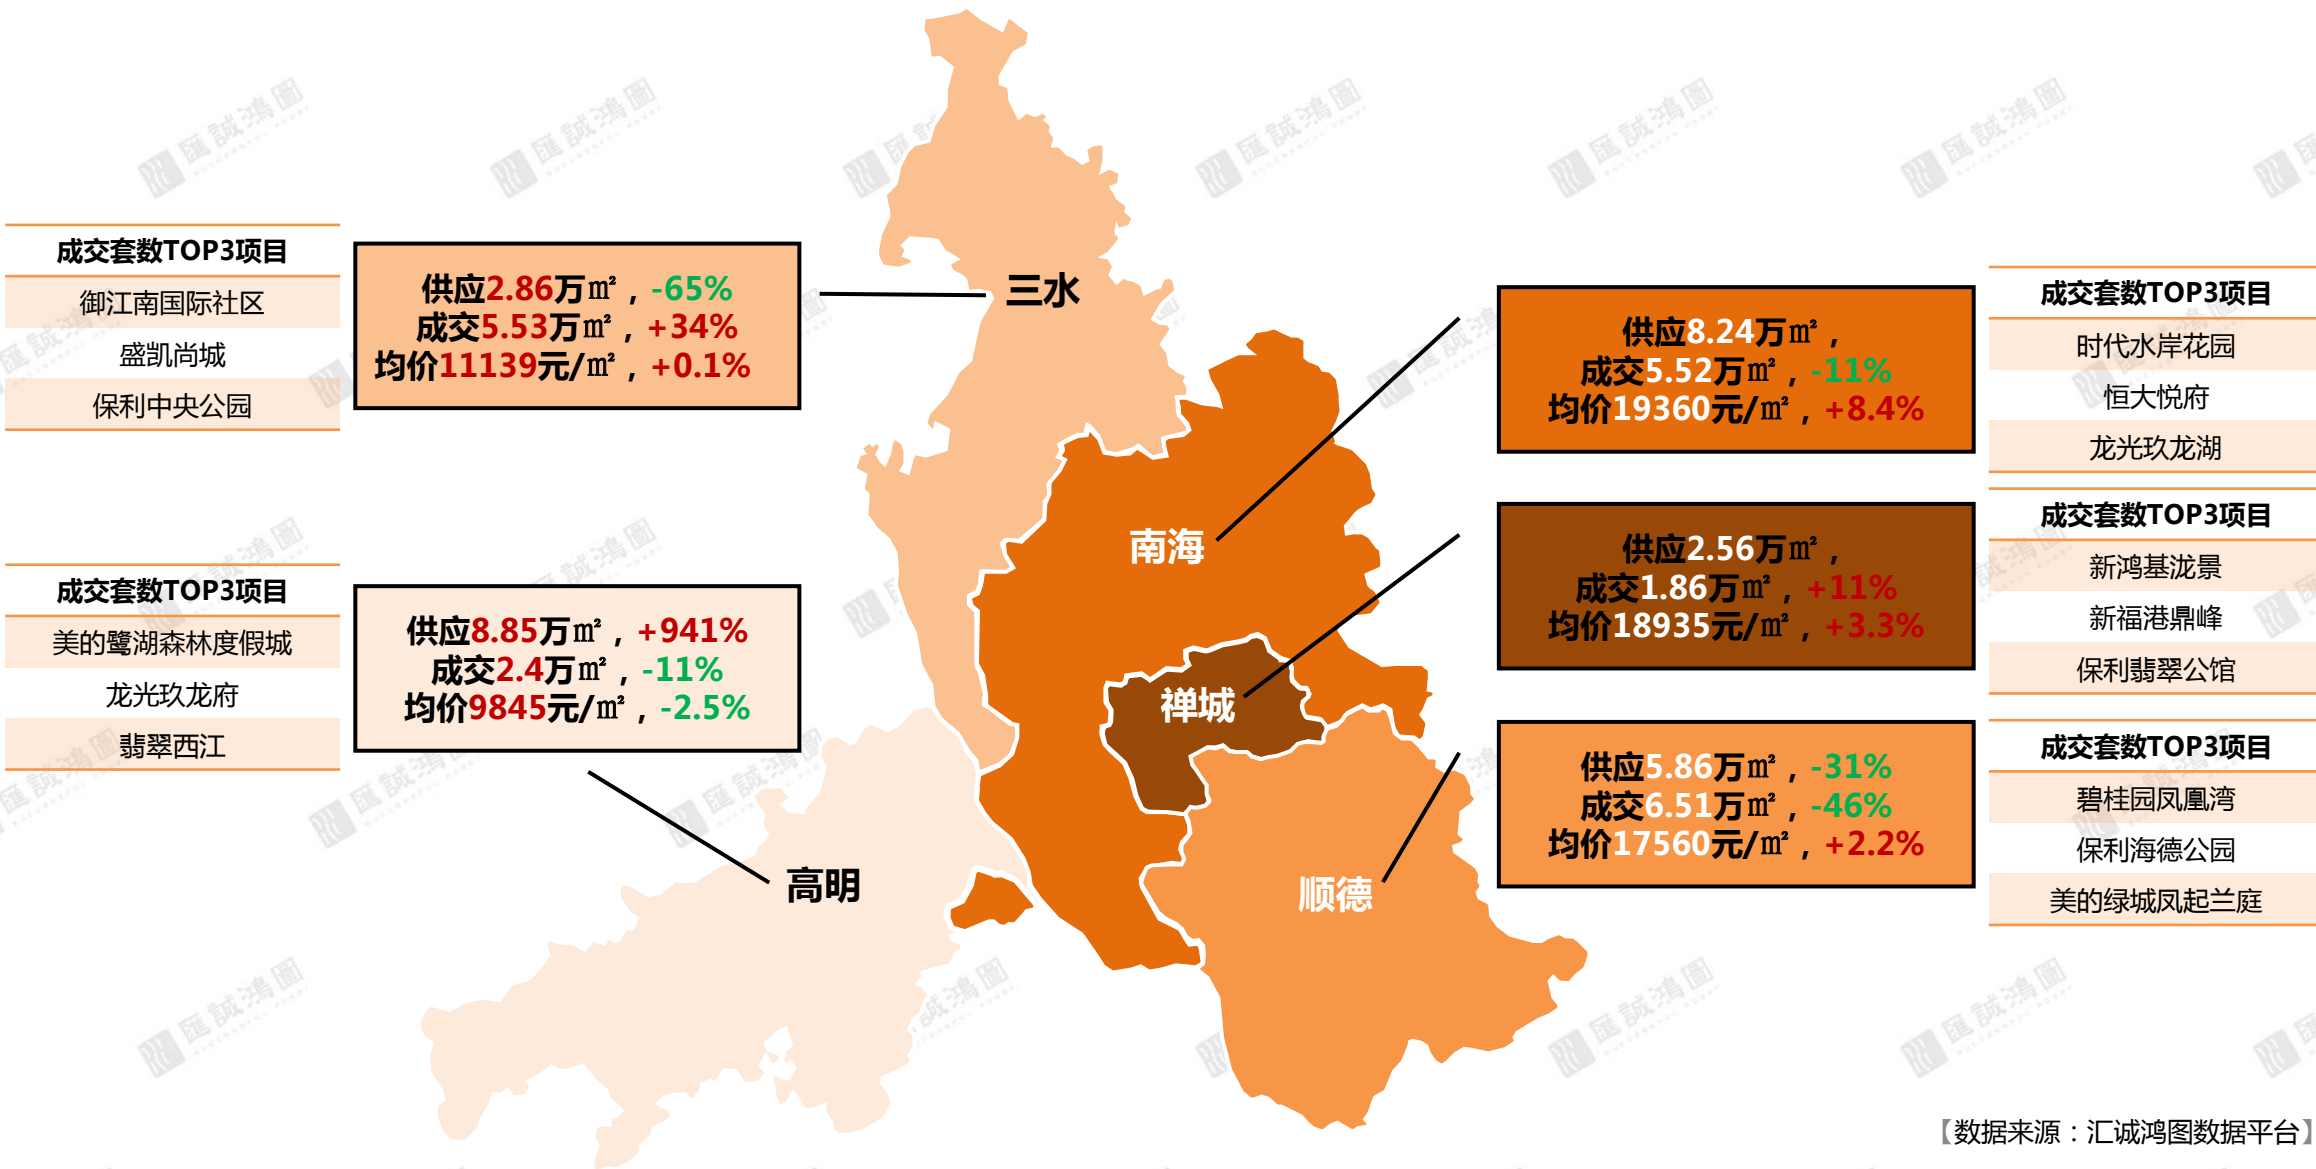 成交套数TOP3项目
御江南国际社区
盛凯尚城
保利中央公园
供应2.86万㎡，-65%
成交5.53万㎡，+34%
均价11139元/㎡，+0.1%
三水
成交套数TOP3项目
美的鹭湖森林度假城
龙光玖龙府
翡翠西江
供应8.85万㎡，+941%
成交2.4万㎡，-11%
均价9845元/㎡，-2.5%
高明
南海
供应8.24万㎡，
成交5.52万㎡，-11%
均价19360元/㎡，+8.4%
成交套数TOP3项目
时代水岸花园
恒大悦府
龙光玖龙湖
禅城
供应2.56万㎡，
成交1.86万㎡，+11%
均价18935元/㎡，+3.3%
成交套数TOP3项目
新鸿基泷景
新福港鼎峰
保利翡翠公馆
顺德
供应5.86万㎡，-31%
成交6.51万㎡，-46%
均价17560元/㎡，+2.2%
成交套数TOP3项目
碧桂园凤凰湾
保利海德公园
美的绿城凤起兰庭
【数据来源：汇诚鸿图数据平台】
匯誠鴻圖